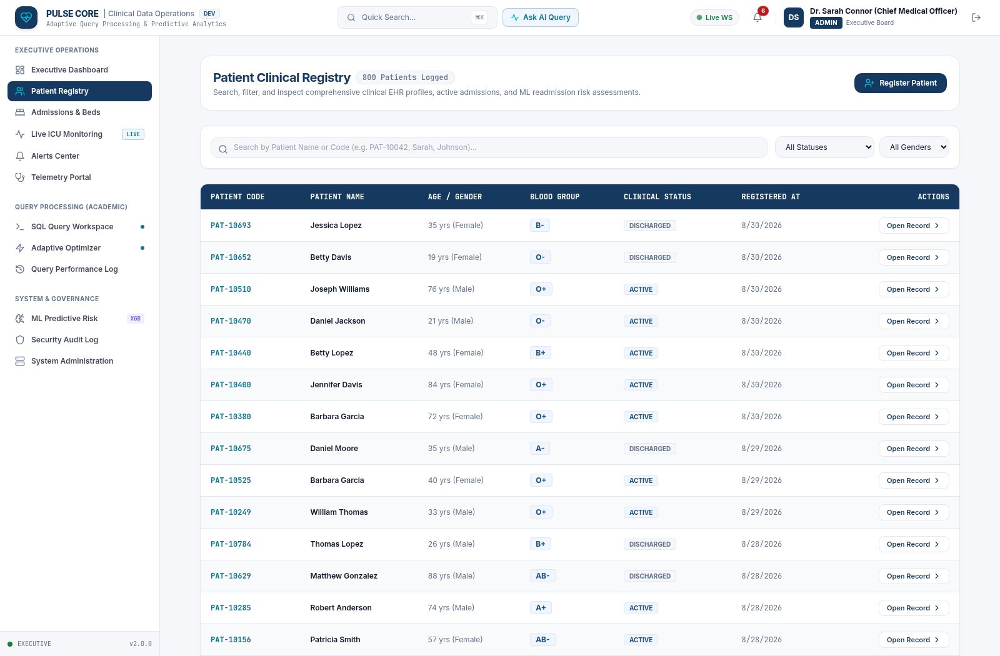 PULSE CORE | Clinical Data Operations DEV
Adaptive Query Processing & Predictive Analytics
Quick Search... ⌘K
Ask AI Query
Live WS
6
DS
Dr. Sarah Connor (Chief Medical Officer)
ADMIN Executive Board
EXECUTIVE OPERATIONS
Executive Dashboard
Patient Registry
Admissions & Beds
Live ICU Monitoring LIVE
Alerts Center
Telemetry Portal
QUERY PROCESSING (ACADEMIC)
SQL Query Workspace
Adaptive Optimizer
Query Performance Log
SYSTEM & GOVERNANCE
ML Predictive Risk XGB
Security Audit Log
System Administration
EXECUTIVE v2.0.0
Patient Clinical Registry 800 Patients Logged
Search, filter, and inspect comprehensive clinical EHR profiles, active admissions, and ML readmission risk assessments.
Register Patient
Search by Patient Name or Code (e.g. PAT-10042, Sarah, Johnson)...
All Statuses
All Genders
PATIENT CODE PATIENT NAME AGE / GENDER BLOOD GROUP CLINICAL STATUS REGISTERED AT ACTIONS
PAT-10693 Jessica Lopez 35 yrs (Female) B- DISCHARGED 8/30/2026 Open Record
PAT-10652 Betty Davis 19 yrs (Female) O- DISCHARGED 8/30/2026 Open Record
PAT-10510 Joseph Williams 76 yrs (Male) O+ ACTIVE 8/30/2026 Open Record
PAT-10470 Daniel Jackson 21 yrs (Male) O- ACTIVE 8/30/2026 Open Record
PAT-10440 Betty Lopez 48 yrs (Female) B+ ACTIVE 8/30/2026 Open Record
PAT-10400 Jennifer Davis 84 yrs (Female) O+ ACTIVE 8/30/2026 Open Record
PAT-10380 Barbara Garcia 72 yrs (Female) O+ ACTIVE 8/30/2026 Open Record
PAT-10675 Daniel Moore 35 yrs (Male) A- DISCHARGED 8/29/2026 Open Record
PAT-10525 Barbara Garcia 40 yrs (Female) O+ ACTIVE 8/29/2026 Open Record
PAT-10249 William Thomas 33 yrs (Male) O+ ACTIVE 8/29/2026 Open Record
PAT-10784 Thomas Lopez 26 yrs (Male) B+ DISCHARGED 8/28/2026 Open Record
PAT-10629 Matthew Gonzalez 88 yrs (Male) AB- DISCHARGED 8/28/2026 Open Record
PAT-10285 Robert Anderson 74 yrs (Male) A+ ACTIVE 8/28/2026 Open Record
PAT-10156 Patricia Smith 57 yrs (Female) AB- ACTIVE 8/28/2026 Open Record